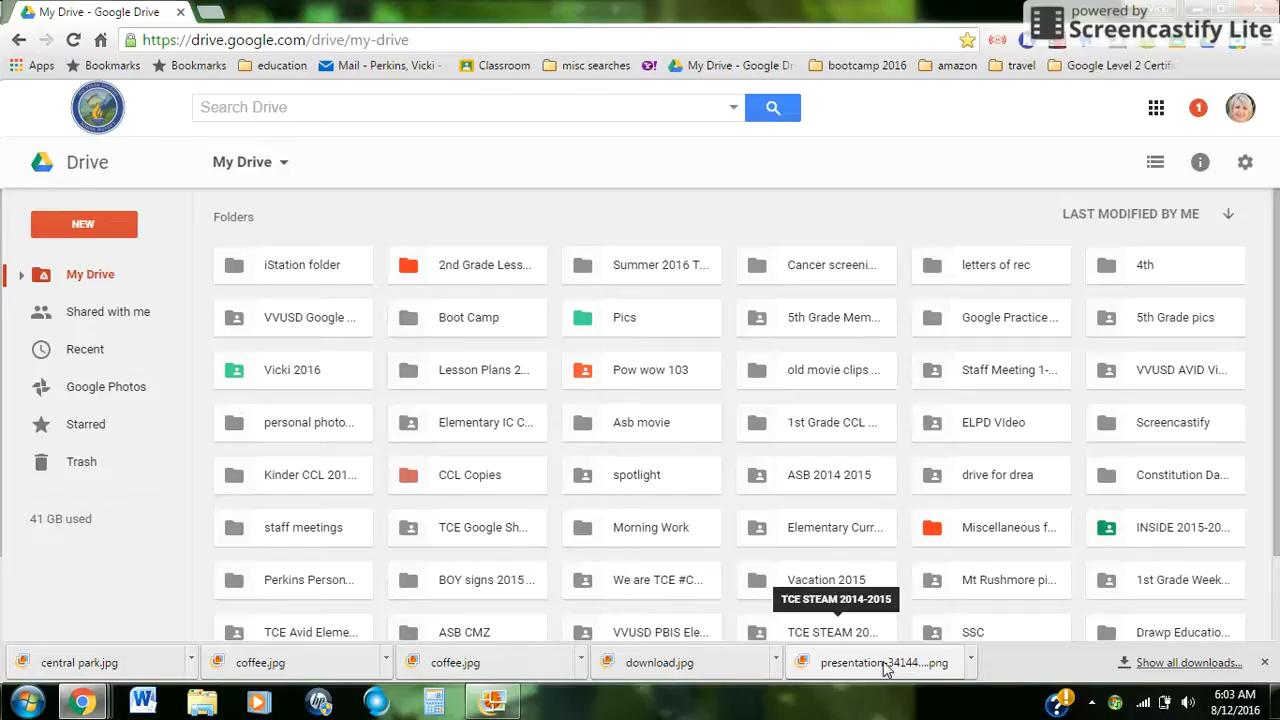 My Drive - Google Drive
powered by
Screencastify Lite
https://drive.google.com/drive/my-drive
Apps Bookmarks Bookmarks education Mail - Perkins, Vicki Classroom misc searches My Drive - Google D bootcamp 2016 amazon travel Google Level 2 Certifi
Search Drive
1
Drive My Drive
NEW
My Drive
Shared with me
Recent
Google Photos
Starred
Trash
41 GB used
Folders LAST MODIFIED BY ME
iStation folder 2nd Grade Less... Summer 2016 T... Cancer screeni... letters of rec 4th
VVUSD Google ... Boot Camp Pics 5th Grade Mem... Google Practice... 5th Grade pics
Vicki 2016 Lesson Plans 2... Pow wow 103 old movie clips ... Staff Meeting 1-... VVUSD AVID Vi...
personal photo... Elementary IC C... Asb movie 1st Grade CCL ... ELPD VIdeo Screencastify
Kinder CCL 201... CCL Copies spotlight ASB 2014 2015 drive for drea Constitution Da...
staff meetings TCE Google Sh... Morning Work Elementary Curr... Miscellaneous f... INSIDE 2015-20...
Perkins Person... BOY signs 2015... We are TCE #C... Vacation 2015 Mt Rushmore pi... 1st Grade Week...
TCE STEAM 2014-2015
TCE Avid Eleme... ASB CMZ VVUSD PBIS Ele... TCE STEAM 20... SSC Drawp Educatio...
central park.jpg coffee.jpg coffee.jpg download.jpg presentation-34144....png Show all downloads...
6:03 AM
8/12/2016